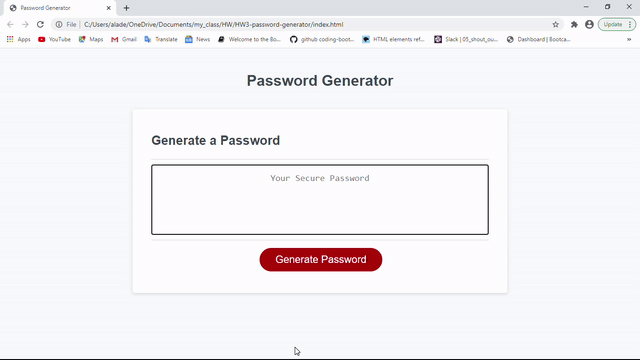 Password Generator
File C:/Users/alade/OneDrive/Documents/my_class/HW/HW3-password-generator/index.html
Update
Apps YouTube Maps Gmail Translate News Welcome to the Bo... github coding-boot... HTML elements ref... Slack | 05_shout_ou... Dashboard | Bootca... »
Password Generator
Generate a Password
Your Secure Password
Generate Password